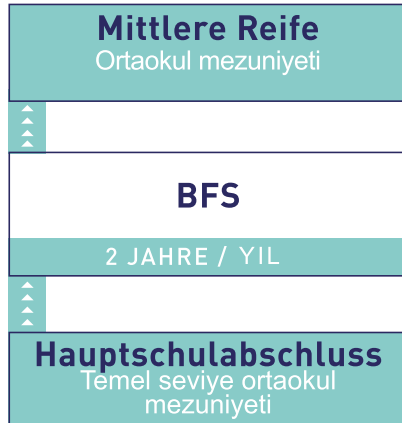 Mittlere Reife
Ortaokul mezuniyeti
BFS
2 JAHRE / YIL
Hauptschulabschluss
Temel seviye ortaokul
mezuniyeti